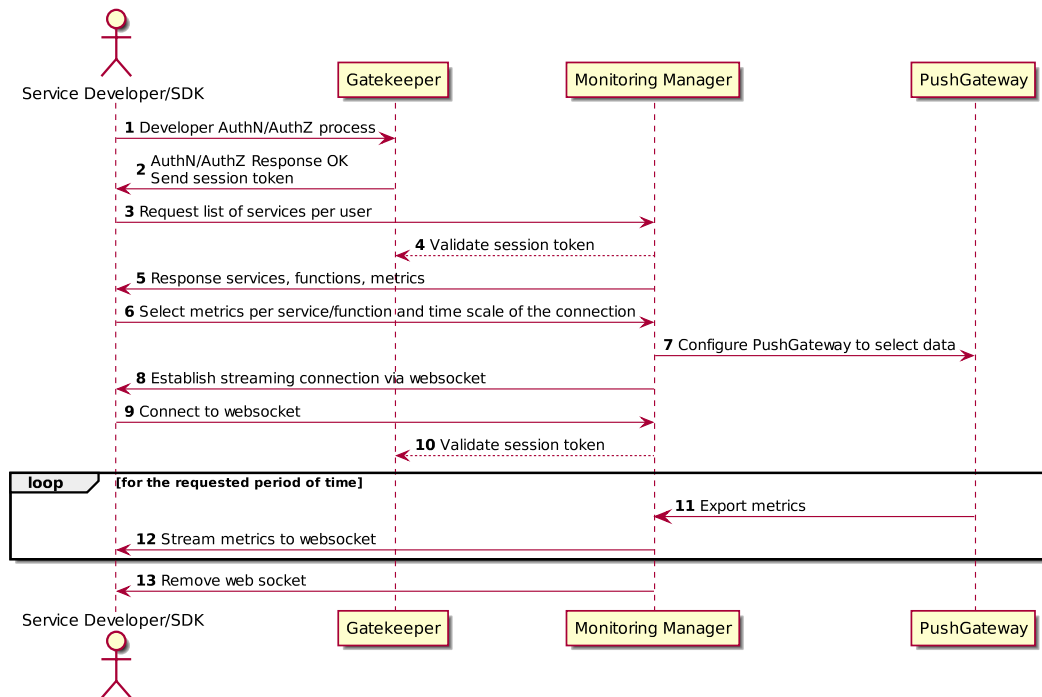 Service Developer/SDK
Gatekeeper
Monitoring Manager
PushGateway
1 Developer AuthN/AuthZ process
2 AuthN/AuthZ Response OK
Send session token
3 Request list of services per user
4 Validate session token
5 Response services, functions, metrics
6 Select metrics per service/function and time scale of the connection
7 Configure PushGateway to select data
8 Establish streaming connection via websocket
9 Connect to websocket
10 Validate session token
loop [for the requested period of time]
11 Export metrics
12 Stream metrics to websocket
13 Remove web socket
Service Developer/SDK
Gatekeeper
Monitoring Manager
PushGateway